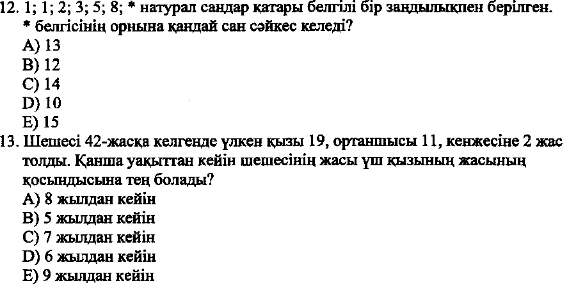 12. 1; 1; 2; 3; 5; 8; * натурал сандар қатары белгілі бір заңдылықпен берілген.
* белгісінің орнына қандай сан сәйкес келеді?
A) 13
B) 12
C) 14
D) 10
E) 15
13. Шешесі 42-жасқа келгенде үлкен қызы 19, ортаншысы 11, кенжесіне 2 жас
толды. Қанша уақыттан кейін шешесінің жасы үш қызының жасының
қосындысына тең болады?
A) 8 жылдан кейін
B) 5 жылдан кейін
C) 7 жылдан кейін
D) 6 жылдан кейін
E) 9 жылдан кейін